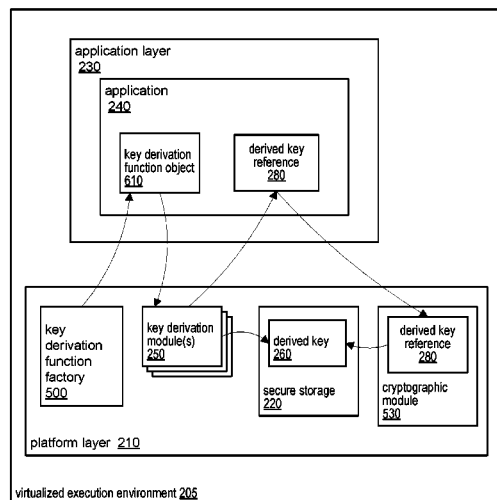 application layer
230
application
240
key derivation
function object
610
derived key
reference
280
key
derivation
function
factory
500
key derivation
module(s)
250
derived key
260
secure storage
220
derived key
reference
280
cryptographic
module
530
platform layer 210
virtualized execution environment 205